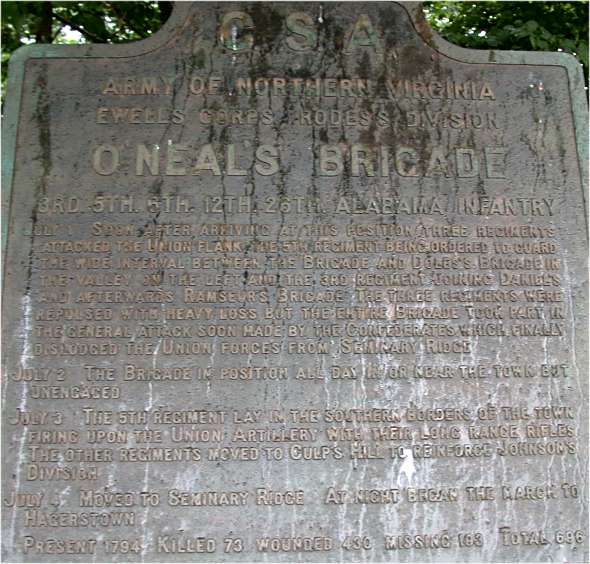 C S A
ARMY OF NORTHERN VIRGINIA
EWELL'S CORPS RODES'S DIVISION
O'NEAL'S BRIGADE
3RD. 5TH. 6TH. 12TH. 26TH. ALABAMA INFANTRY
JULY 1 SOON AFTER ARRIVING AT THIS POSITION THREE REGIMENTS
ATTACKED THE UNION FLANK THE 5TH REGIMENT BEING ORDERED TO GUARD
THE WIDE INTERVAL BETWEEN THE BRIGADE AND DOLES'S BRIGADE IN
THE VALLEY ON THE LEFT AND THE 3RD REGIMENT JOINING DANIEL'S
AND AFTERWARDS RAMSEUR'S BRIGADE THE THREE REGIMENTS WERE
REPULSED WITH HEAVY LOSS BUT THE ENTIRE BRIGADE TOOK PART IN
THE GENERAL ATTACK SOON MADE BY THE CONFEDERATES WHICH FINALLY
DISLODGED THE UNION FORCES FROM SEMINARY RIDGE
JULY 2 THE BRIGADE IN POSITION ALL DAY IN OR NEAR THE TOWN BUT
UNENGAGED
JULY 3 THE 5TH REGIMENT LAY IN THE SOUTHERN BORDERS OF THE TOWN
FIRING UPON THE UNION ARTILLERY WITH THEIR LONG RANGE RIFLES
THE OTHER REGIMENTS MOVED TO CULP'S HILL TO REINFORCE JOHNSON'S
DIVISION
JULY 4 MOVED TO SEMINARY RIDGE AT NIGHT BEGAN THE MARCH TO
HAGERSTOWN
PRESENT 1794 KILLED 73 WOUNDED 430 MISSING 193 TOTAL 696